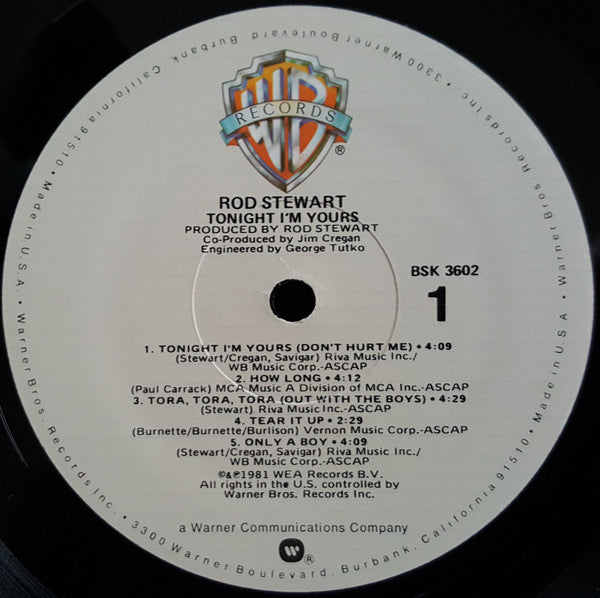 Made in U.S.A. • Warner Bros. Records Inc. • 3300 Warner Boulevard, Burbank, California 91510 • Made in U.S.A. • Warner Bros. Records Inc. • 3300 Warner Boulevard, Burbank, California 91510 •
WB
RECORDS
®
ROD STEWART
TONIGHT I'M YOURS
PRODUCED BY ROD STEWART
Co-Produced by Jim Cregan
Engineered by George Tutko
BSK 3602
1
1. TONIGHT I'M YOURS (DON'T HURT ME) • 4:09
(Stewart/Cregan, Savigar) Riva Music Inc./
WB Music Corp.-ASCAP
2. HOW LONG • 4:12
(Paul Carrack) MCA Music A Division of MCA Inc.-ASCAP
3. TORA, TORA, TORA (OUT WITH THE BOYS) • 4:29
(Stewart) Riva Music Inc.-ASCAP
4. TEAR IT UP • 2:29
(Burnette/Burnette/Burlison) Vernon Music Corp.-ASCAP
5. ONLY A BOY • 4:09
(Stewart/Cregan, Savigar) Riva Music Inc./
WB Music Corp.-ASCAP
©&℗1981 WEA Records B.V.
All rights in the U.S. controlled by
Warner Bros. Records Inc.
a Warner Communications Company
®